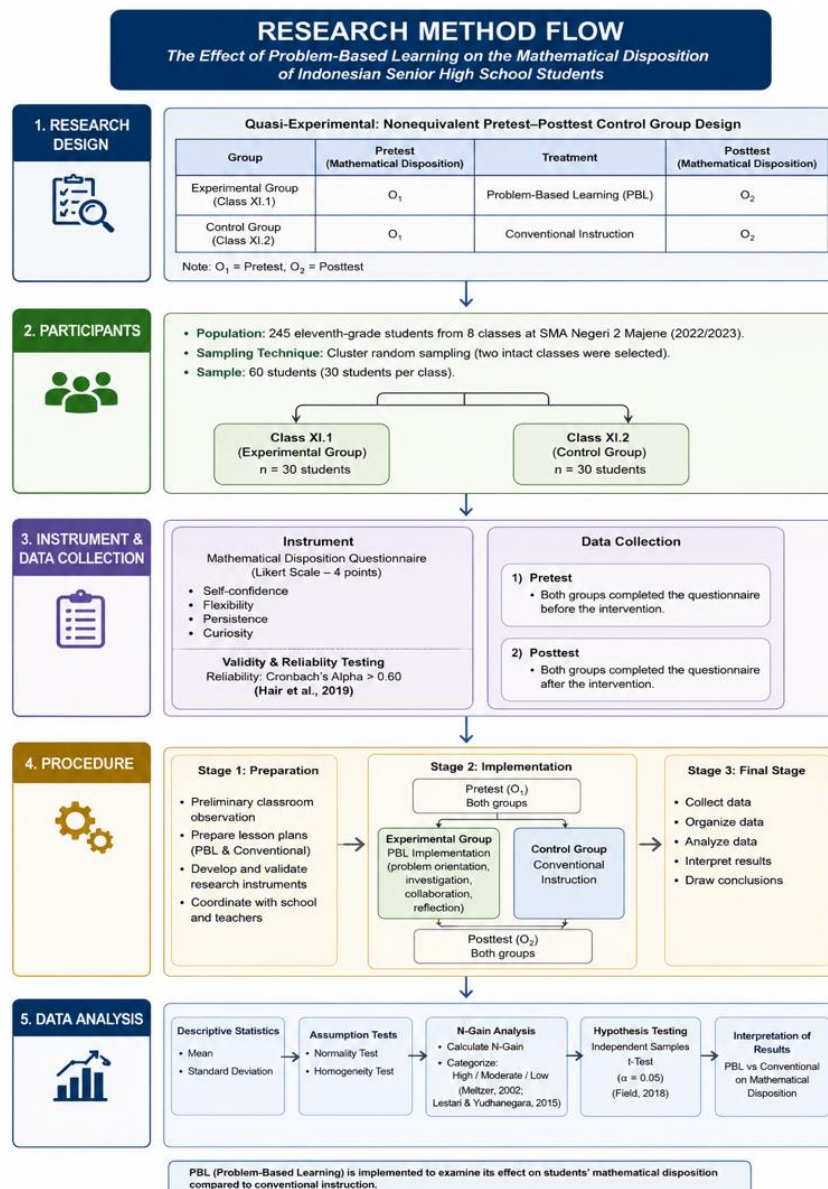 RESEARCH METHOD FLOW
The Effect of Problem-Based Learning on the Mathematical Disposition
of Indonesian Senior High School Students
1. RESEARCH
DESIGN
Quasi-Experimental: Nonequivalent Pretest–Posttest Control Group Design
Group
Pretest
(Mathematical Disposition)
Treatment
Posttest
(Mathematical Disposition)
Experimental Group
(Class XI.1)
O₁
Problem-Based Learning (PBL)
O₂
Control Group
(Class XI.2)
O₁
Conventional Instruction
O₂
Note: O₁ = Pretest, O₂ = Posttest
2. PARTICIPANTS
• Population: 245 eleventh-grade students from 8 classes at SMA Negeri 2 Majene (2022/2023).
• Sampling Technique: Cluster random sampling (two intact classes were selected).
• Sample: 60 students (30 students per class).
Class XI.1
(Experimental Group)
n = 30 students
Class XI.2
(Control Group)
n = 30 students
3. INSTRUMENT &
DATA COLLECTION
Instrument
Mathematical Disposition Questionnaire
(Likert Scale – 4 points)
• Self-confidence
• Flexibility
• Persistence
• Curiosity
Validity & Reliablity Testing
Reliability: Cronbach's Alpha > 0.60
(Hair et al., 2019)
Data Collection
1) Pretest
• Both groups completed the questionnaire
before the intervention.
2) Posttest
• Both groups completed the questionnaire
after the intervention.
4. PROCEDURE
Stage 1: Preparation
• Preliminary classroom
observation
• Prepare lesson plans
(PBL & Conventional)
• Develop and validate
research instruments
• Coordinate with school
and teachers
Stage 2: Implementation
Pretest (O₁)
Both groups
Experimental Group
PBL Implementation
(problem orientation,
investigation,
collaboration,
reflection)
Control Group
Conventional
Instruction
Posttest (O₂)
Both groups
Stage 3: Final Stage
• Collect data
• Organize data
• Analyze data
• Interpret results
• Draw conclusions
5. DATA ANALYSIS
Descriptive Statistics
• Mean
• Standard Deviation
Assumption Tests
• Normality Test
• Homogeneity Test
N-Gain Analysis
• Calculate N-Gain
• Categorize:
High / Moderate / Low
(Meltzer, 2002;
Lestari & Yudhanegara, 2015)
Hypothesis Testing
Independent Samples
t-Test
(α = 0.05)
(Field, 2018)
Interpretation of
Results
PBL vs Conventional
on Mathematical
Disposition
PBL (Problem-Based Learning) is implemented to examine its effect on students' mathematical disposition
compared to conventional instruction.